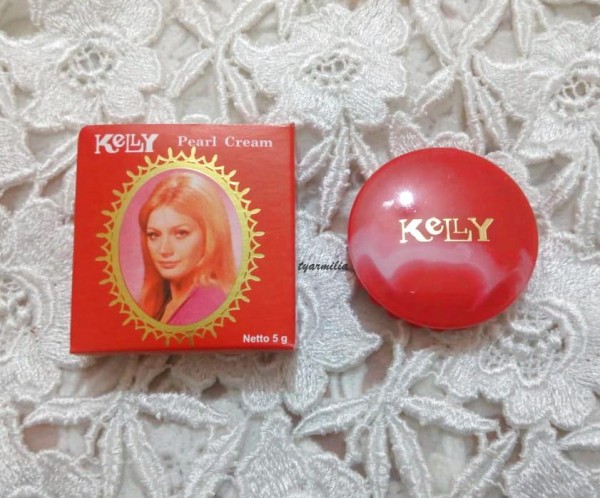 KeLLY Pearl Cream
Netto 5 g
tyarmilia
KeLLY